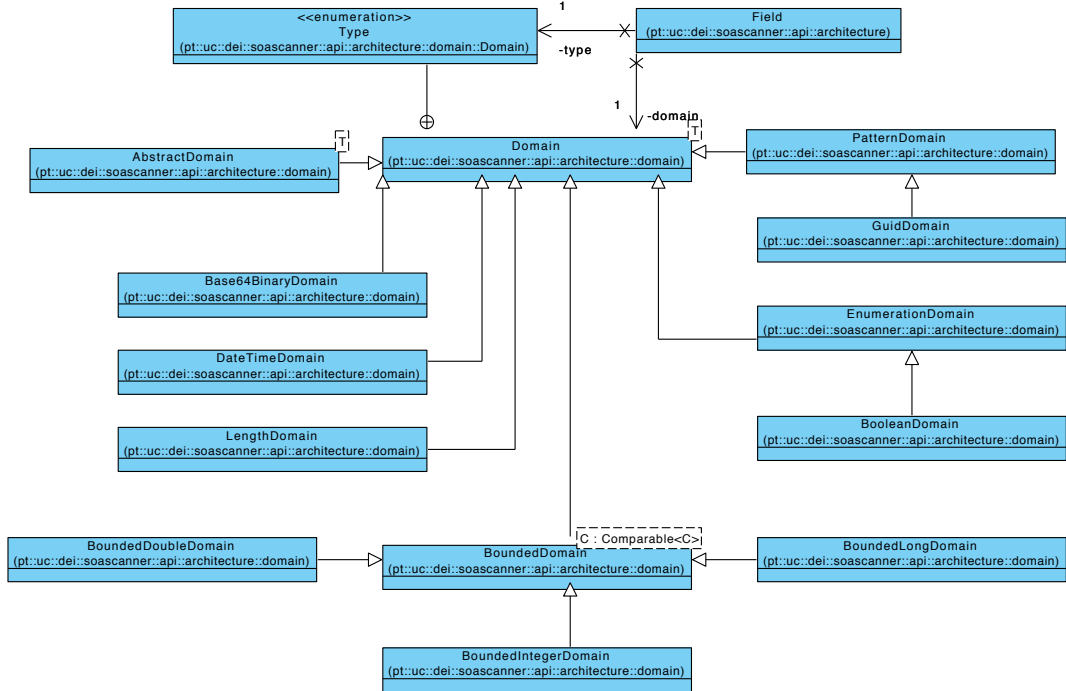 <<enumeration>>
Type
(pt::uc::dei::soascanner::api::architecture::domain::Domain)
1
-type
Field
(pt::uc::dei::soascanner::api::architecture)
1
-domain
T
AbstractDomain
(pt::uc::dei::soascanner::api::architecture::domain)
T
Domain
(pt::uc::dei::soascanner::api::architecture::domain)
PatternDomain
(pt::uc::dei::soascanner::api::architecture::domain)
GuidDomain
(pt::uc::dei::soascanner::api::architecture::domain)
Base64BinaryDomain
(pt::uc::dei::soascanner::api::architecture::domain)
EnumerationDomain
(pt::uc::dei::soascanner::api::architecture::domain)
DateTimeDomain
(pt::uc::dei::soascanner::api::architecture::domain)
BooleanDomain
(pt::uc::dei::soascanner::api::architecture::domain)
LengthDomain
(pt::uc::dei::soascanner::api::architecture::domain)
C : Comparable<C>
BoundedDoubleDomain
(pt::uc::dei::soascanner::api::architecture::domain)
BoundedDomain
(pt::uc::dei::soascanner::api::architecture::domain)
BoundedLongDomain
(pt::uc::dei::soascanner::api::architecture::domain)
BoundedIntegerDomain
(pt::uc::dei::soascanner::api::architecture::domain)